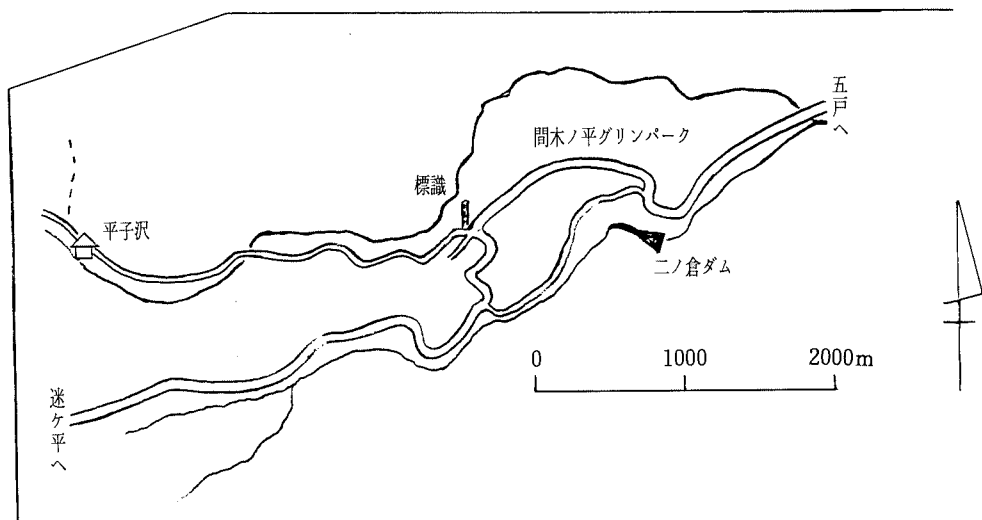 五戸へ
間木ノ平グリンパーク
標識
平子沢
二ノ倉ダム
0 1000 2000m
迷ケ平へ